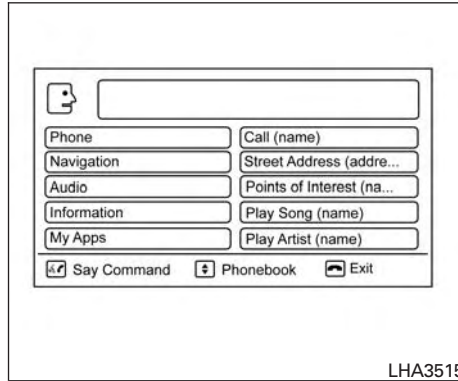 Phone
Call (name)
Navigation
Street Address (addre...
Audio
Points of Interest (na...
Information
Play Song (name)
My Apps
Play Artist (name)
Say Command Phonebook Exit
LHA3515